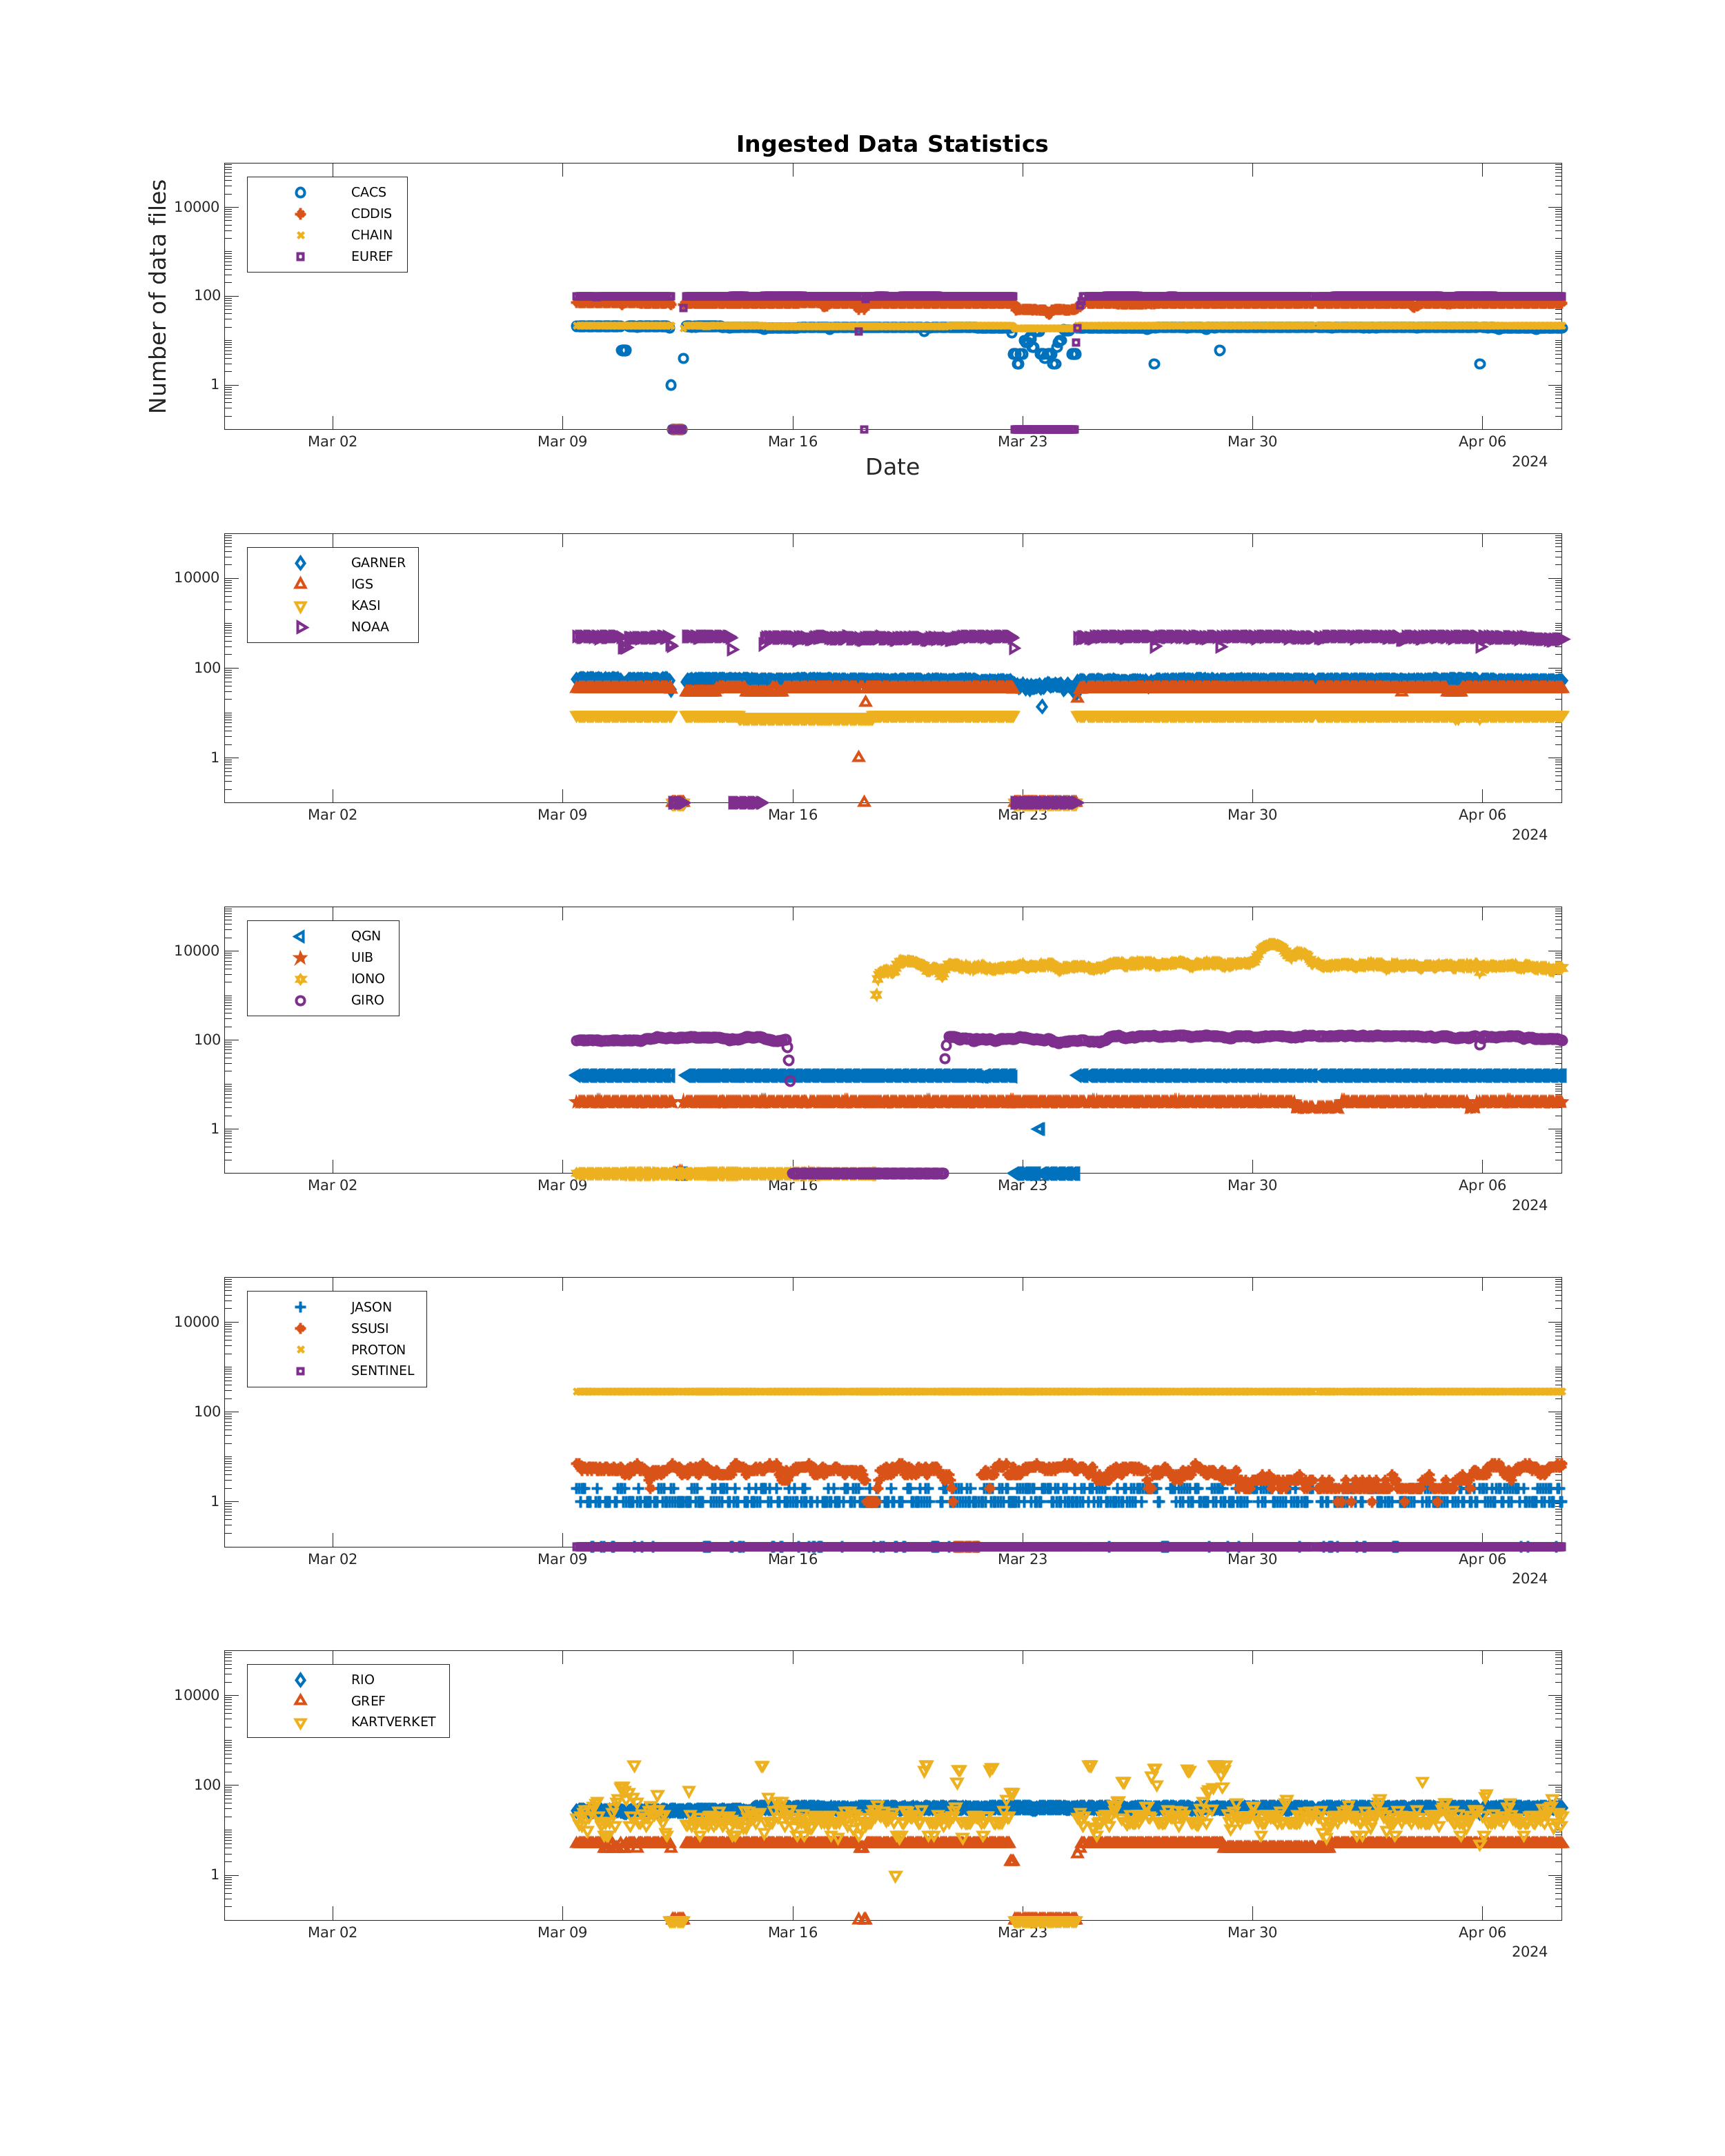 Ingested Data Statistics
Number of data files
CACS
CDDIS
CHAIN
EUREF
10000
100
1
Mar 02 Mar 09 Mar 16 Mar 23 Mar 30 Apr 06
2024
Date
GARNER
IGS
KASI
NOAA
10000
100
1
Mar 02 Mar 09 Mar 16 Mar 23 Mar 30 Apr 06
2024
QGN
UIB
IONO
GIRO
10000
100
1
Mar 02 Mar 09 Mar 16 Mar 23 Mar 30 Apr 06
2024
JASON
SSUSI
PROTON
SENTINEL
10000
100
1
Mar 02 Mar 09 Mar 16 Mar 23 Mar 30 Apr 06
2024
RIO
GREF
KARTVERKET
10000
100
1
Mar 02 Mar 09 Mar 16 Mar 23 Mar 30 Apr 06
2024